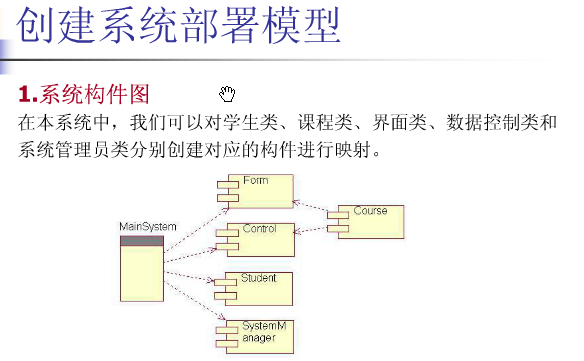 创建系统部署模型
1.系统构件图
在本系统中，我们可以对学生类、课程类、界面类、数据控制类和
系统管理员类分别创建对应的构件进行映射。
Form
Course
MainSystem
Control
Student
SystemM
anager